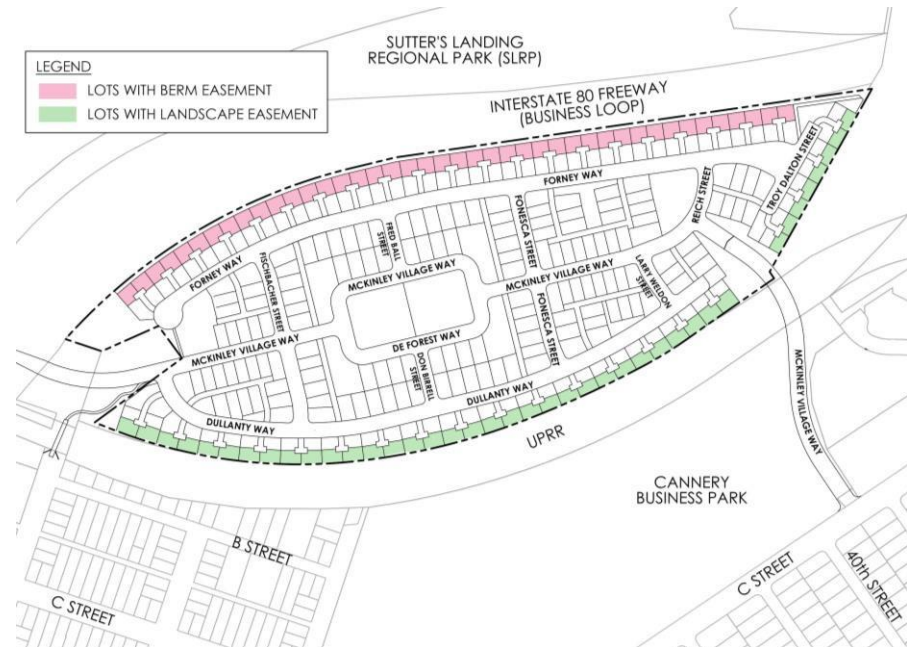 SUTTER'S LANDING
REGIONAL PARK (SLRP)
LEGEND
LOTS WITH BERM EASEMENT
LOTS WITH LANDSCAPE EASEMENT
INTERSTATE 80 FREEWAY
(BUSINESS LOOP)
TROY DALTON STREET
FORNEY WAY
REICH STREET
FONESCA STREET
FRED BALL
STREET
FORNEY WAY
FISCHBACHER STREET
MCKINLEY VILLAGE WAY
MCKINLEY VILLAGE WAY
LARRY WELDON
STREET
FONESCA STREET
DE FOREST WAY
MCKINLEY VILLAGE WAY
DON BIRRELL
STREET
DULLANTY WAY
DULLANTY WAY
MCKINLEY VILLAGE WAY
UPRR
CANNERY
BUSINESS PARK
B STREET
C STREET
C STREET
40th STREET